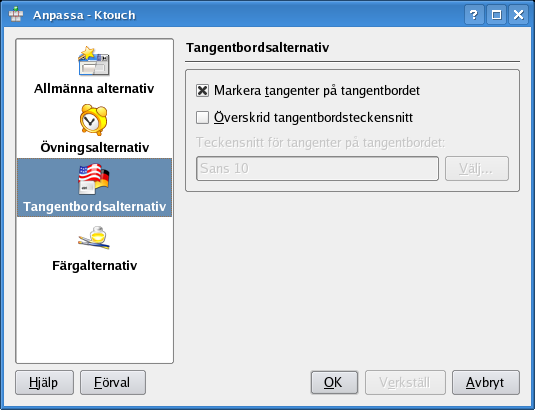 Anpassa - Ktouch
Allmänna alternativ
Övningsalternativ
Tangentbordsalternativ
Färgalternativ
Tangentbordsalternativ
Markera tangenter på tangentbordet
Överskrid tangentbordsteckensnitt
Teckensnitt för tangenter på tangentbordet:
Sans 10 Välj...
Hjälp Förval OK Verkställ Avbryt